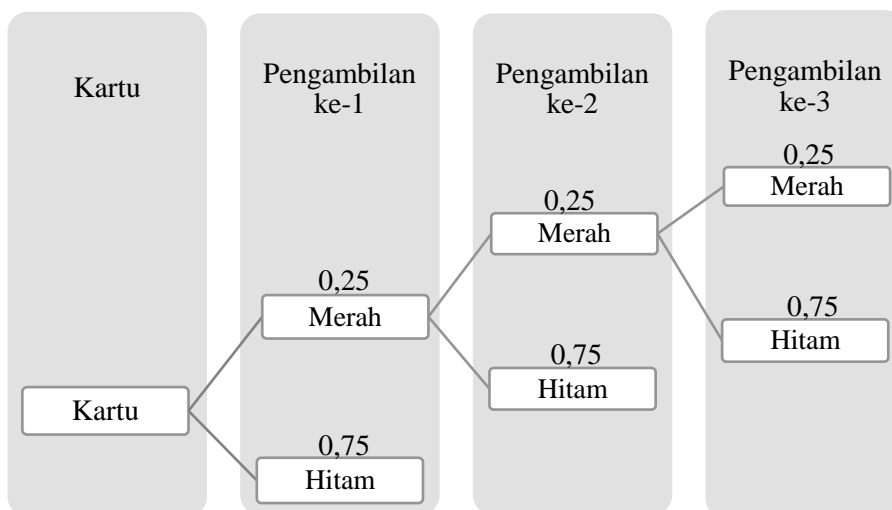 Kartu
Pengambilan
ke-1
Pengambilan
ke-2
Pengambilan
ke-3
Kartu
0,25
Merah
0,75
Hitam
0,25
Merah
0,75
Hitam
0,25
Merah
0,75
Hitam